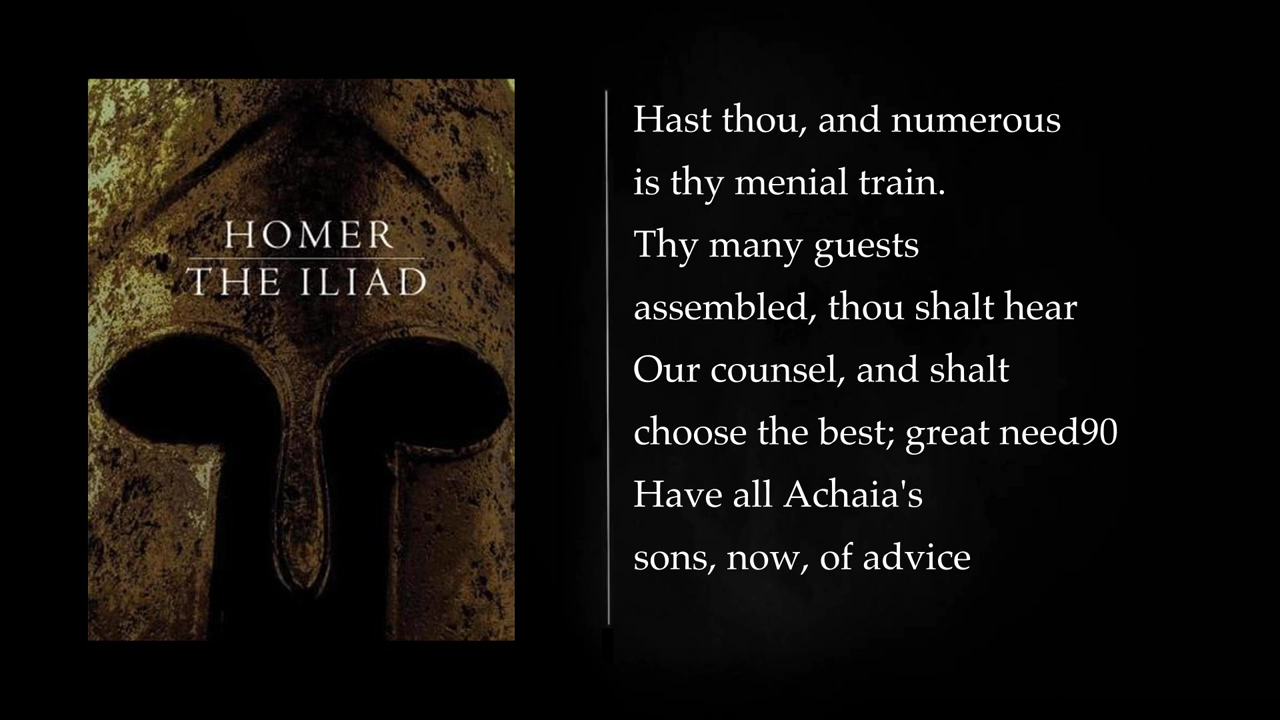 HOMER
THE ILIAD
Hast thou, and numerous
is thy menial train.
Thy many guests
assembled, thou shalt hear
Our counsel, and shalt
choose the best; great need90
Have all Achaia's
sons, now, of advice